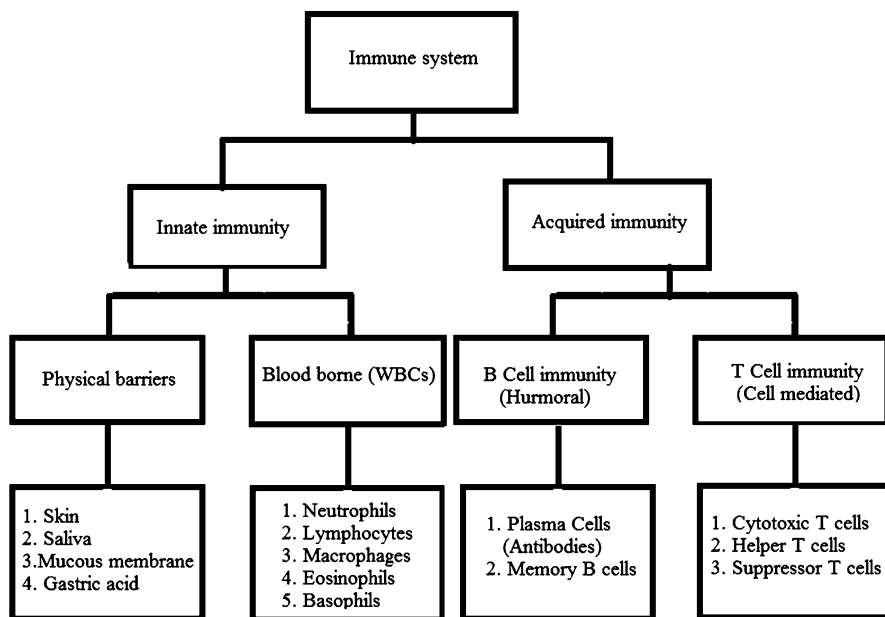 Immune system
Innate immunity
Acquired immunity
Physical barriers
Blood borne (WBCs)
B Cell immunity
(Hurmoral)
T Cell immunity
(Cell mediated)
1. Skin
2. Saliva
3.Mucous membrane
4. Gastric acid
1. Neutrophils
2. Lymphocytes
3. Macrophages
4. Eosinophils
5. Basophils
1. Plasma Cells
(Antibodies)
2. Memory B cells
1. Cytotoxic T cells
2. Helper T cells
3. Suppressor T cells